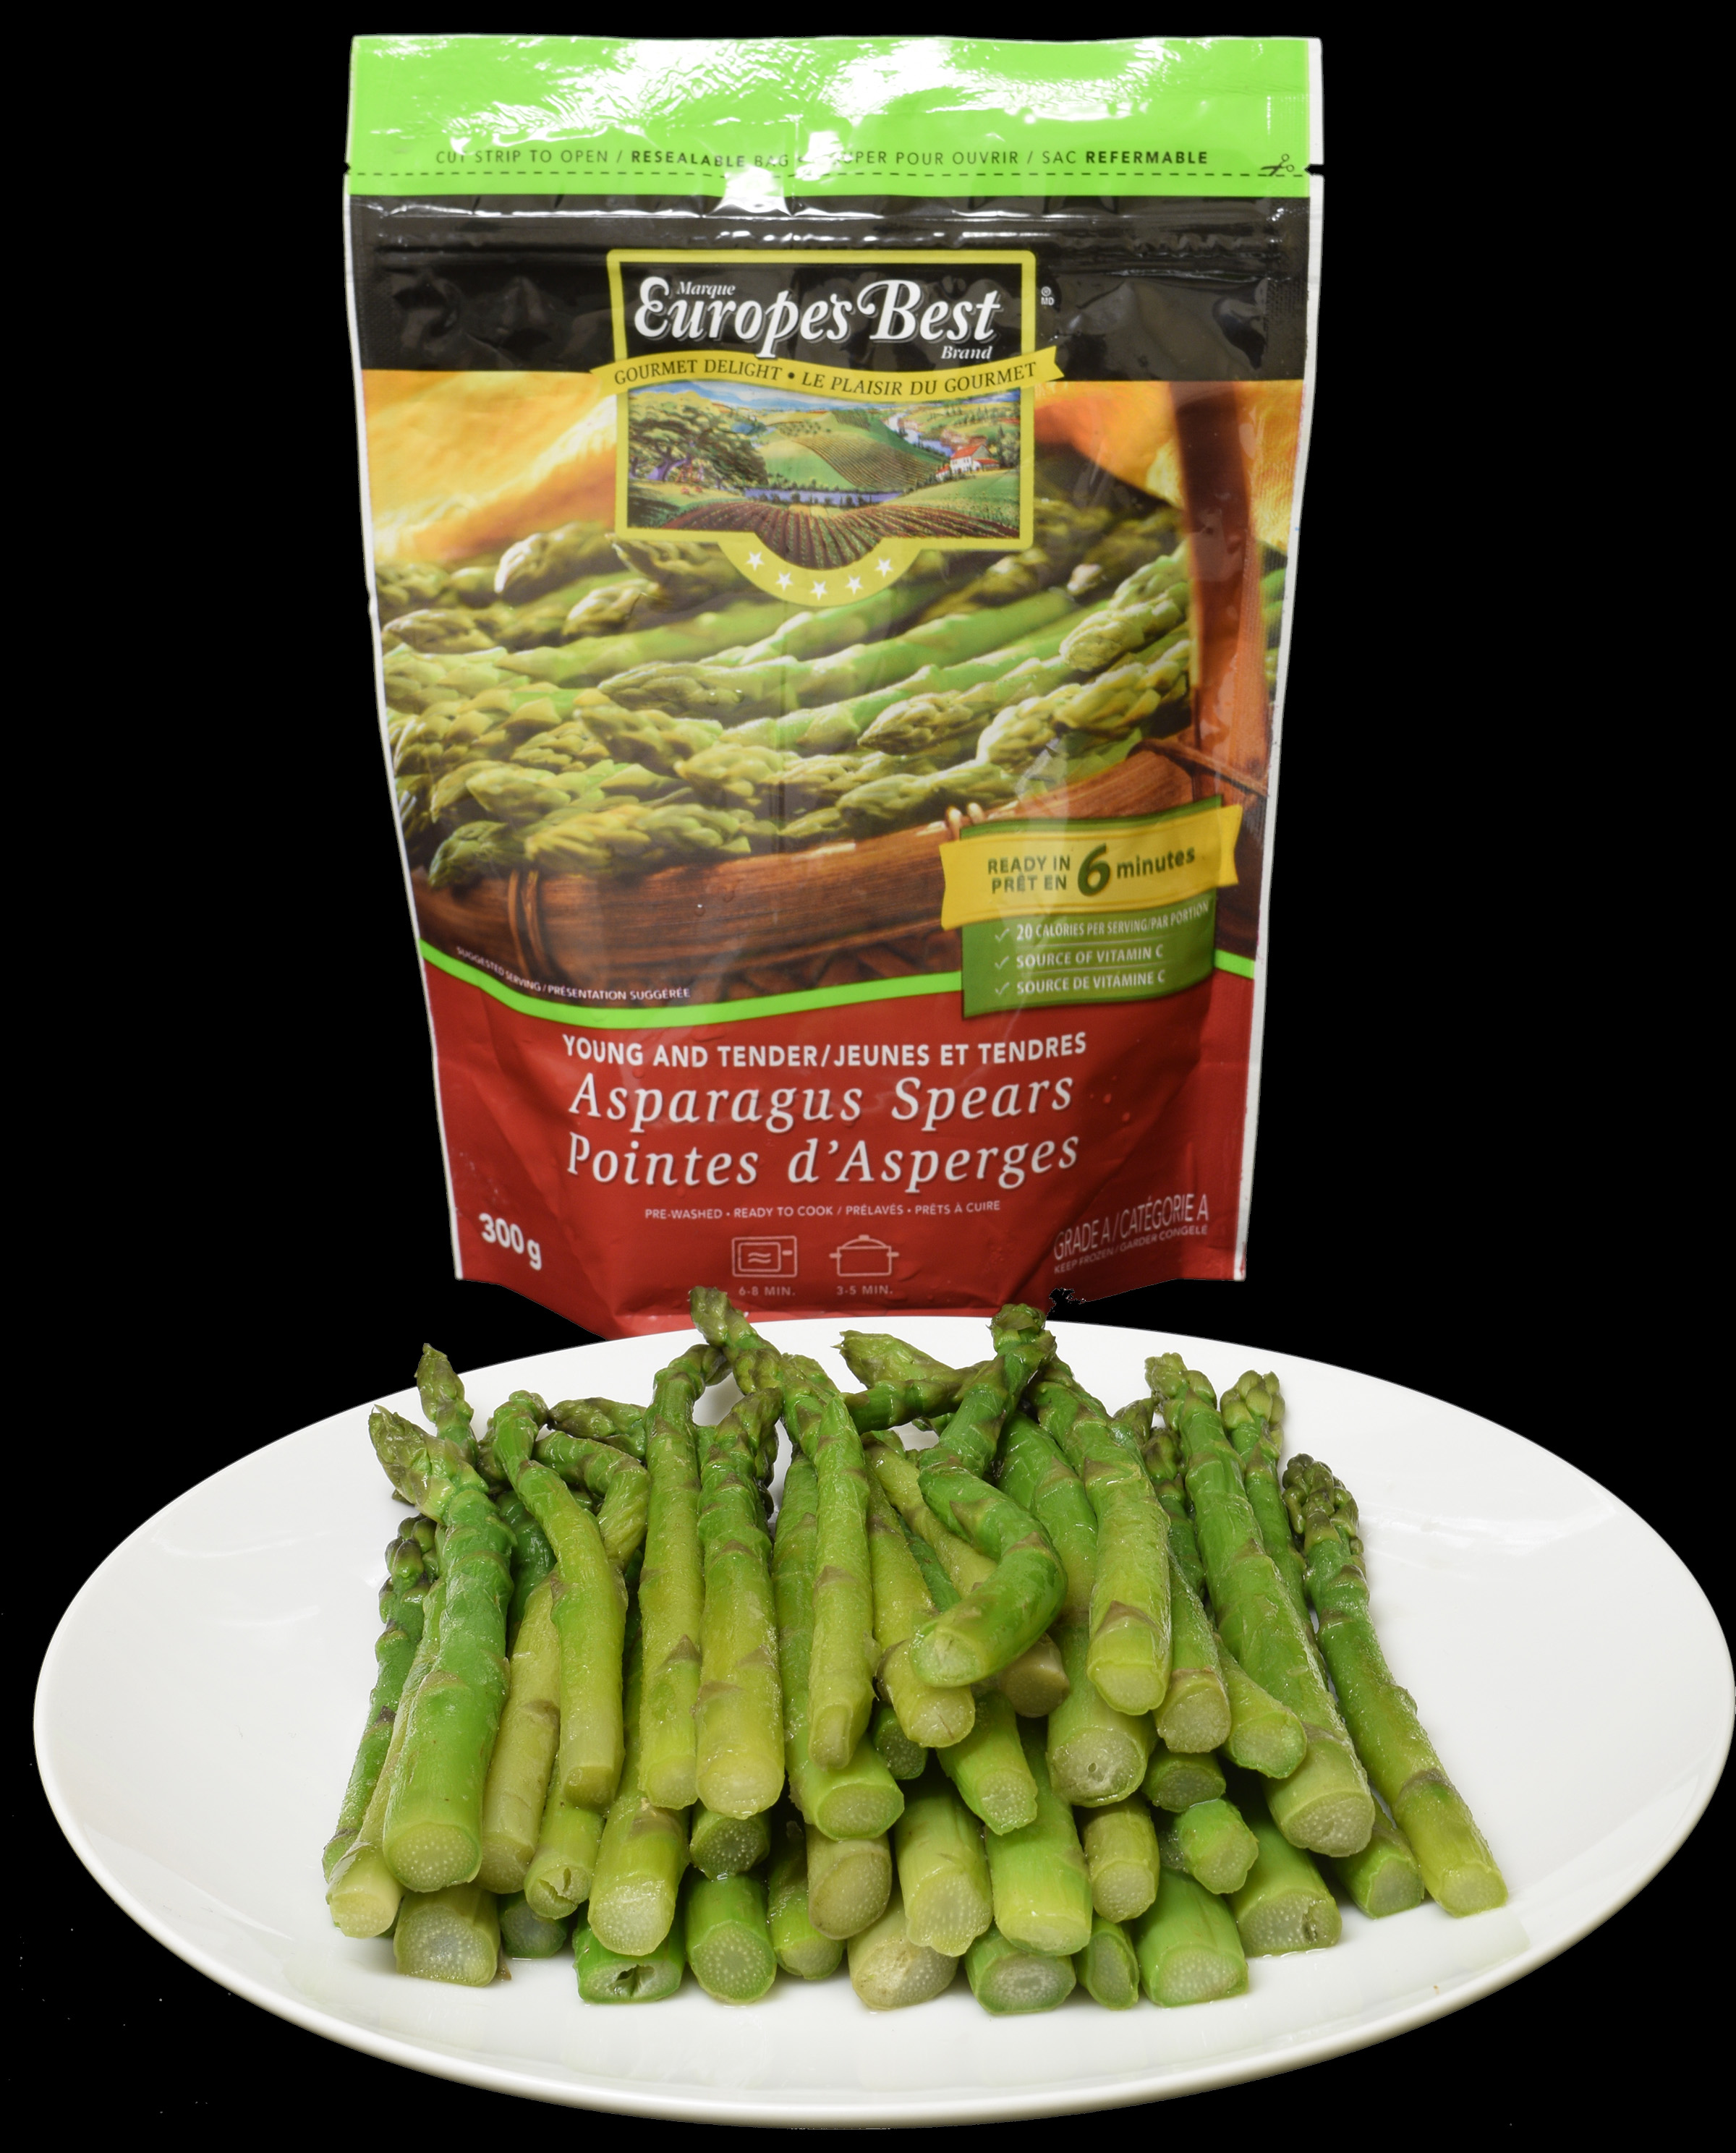 CUT STRIP TO OPEN / RESEALABLE BAG PER POUR OUVRIR / SAC REFERMABLE
Marque
Europe's Best
® MD
Brand
GOURMET DELIGHT • LE PLAISIR DU GOURMET
READY IN
PRÊT EN
6 minutes
20 CALORIES PER SERVING/PAR PORTION
SOURCE OF VITAMIN C
SOURCE DE VITAMINE C
SUGGESTED SERVING / PRÉSENTATION SUGGÉRÉE
YOUNG AND TENDER/JEUNES ET TENDRES
Asparagus Spears
Pointes d'Asperges
PRE-WASHED • READY TO COOK / PRÉLAVÉS • PRÊTS À CUIRE
300 g
GRADE A / CATÉGORIE A
KEEP FROZEN / GARDER CONGELÉ
6-8 MIN. 3-5 MIN.